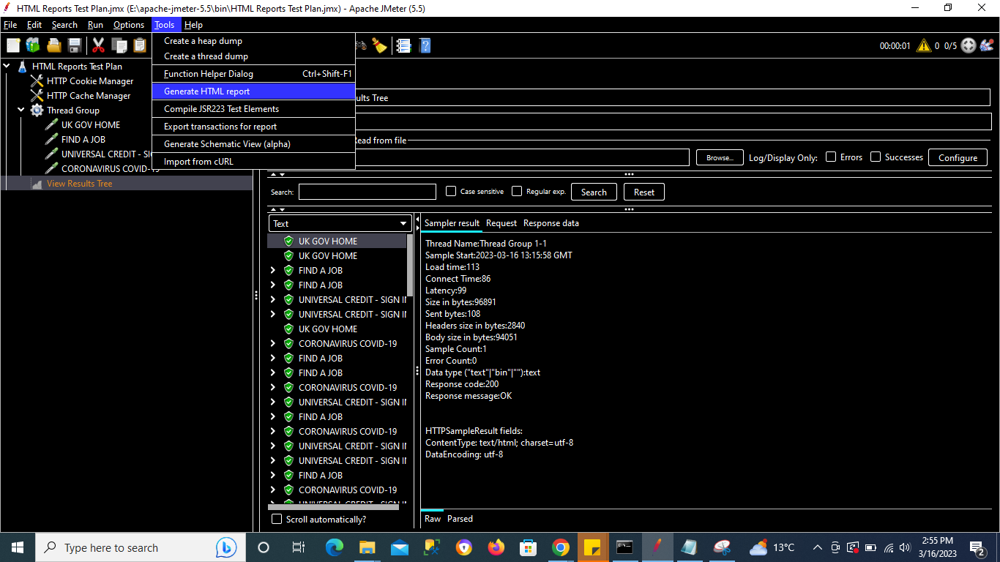 HTML Reports Test Plan.jmx (E:\apache-jmeter-5.5\bin\HTML Reports Test Plan.jmx) - Apache JMeter (5.5)
File Edit Search Run Options Tools Help
00:00:01 0 0/5
Create a heap dump
Create a thread dump
Function Helper Dialog Ctrl+Shift-F1
Generate HTML report
Compile JSR223 Test Elements
Export transactions for report
Generate Schematic View (alpha)
Import from cURL
HTML Reports Test Plan
HTTP Cookie Manager
HTTP Cache Manager
Thread Group
UK GOV HOME
FIND A JOB
UNIVERSAL CREDIT - SI
CORONAVIRUS COVID-19
View Results Tree
ults Tree
Read from file
Browse... Log/Display Only: Errors Successes Configure
Search: Case sensitive Regular exp. Search Reset
Text
UK GOV HOME
UK GOV HOME
FIND A JOB
FIND A JOB
UNIVERSAL CREDIT - SIGN I
UNIVERSAL CREDIT - SIGN I
UK GOV HOME
CORONAVIRUS COVID-19
FIND A JOB
FIND A JOB
CORONAVIRUS COVID-19
UNIVERSAL CREDIT - SIGN I
FIND A JOB
CORONAVIRUS COVID-19
UNIVERSAL CREDIT - SIGN I
UNIVERSAL CREDIT - SIGN I
FIND A JOB
CORONAVIRUS COVID-19
UNIVERSAL CREDIT - SIGN I
Scroll automatically?
Sampler result Request Response data
Thread Name:Thread Group 1-1
Sample Start:2023-03-16 13:15:58 GMT
Load time:113
Connect Time:86
Latency:99
Size in bytes:96891
Sent bytes:108
Headers size in bytes:2840
Body size in bytes:94051
Sample Count:1
Error Count:0
Data type ("text"|"bin"|""):text
Response code:200
Response message:OK
HTTPSampleResult fields:
ContentType: text/html; charset=utf-8
DataEncoding: utf-8
Raw Parsed
Type here to search
13°C
2:55 PM
3/16/2023
2